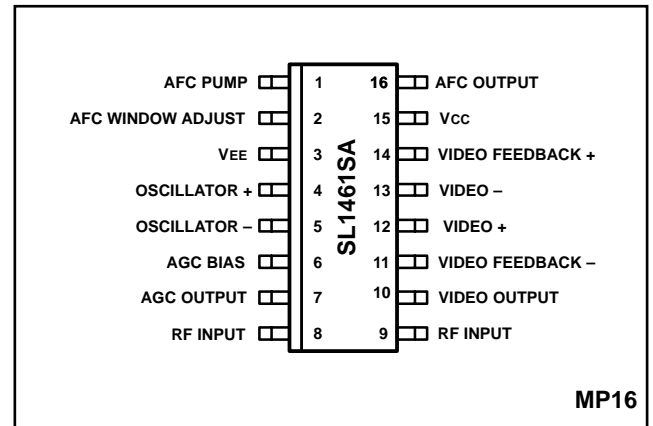 AFC PUMP 1 16 AFC OUTPUT
AFC WINDOW ADJUST 2 15 VCC
VEE 3 14 VIDEO FEEDBACK +
OSCILLATOR + 4 13 VIDEO –
OSCILLATOR – 5 12 VIDEO +
AGC BIAS 6 11 VIDEO FEEDBACK –
AGC OUTPUT 7 10 VIDEO OUTPUT
RF INPUT 8 9 RF INPUT
SL1461SA
MP16